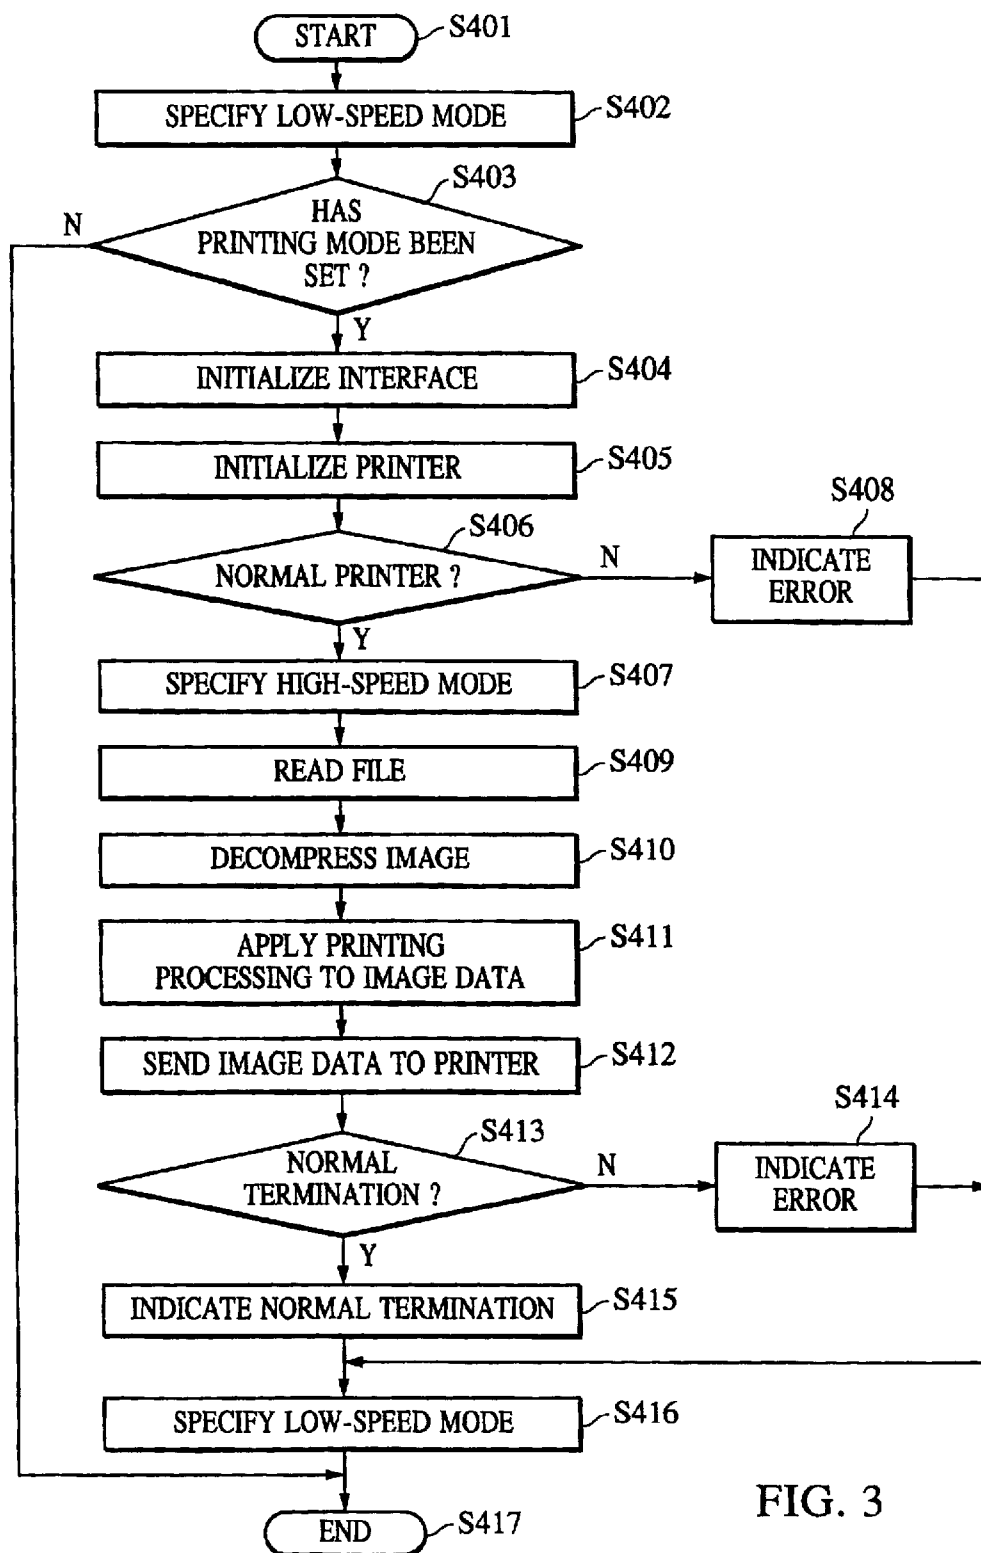 START
S401
SPECIFY LOW-SPEED MODE
S402
S403
HAS
PRINTING MODE BEEN
SET ?
N
Y
INITIALIZE INTERFACE
S404
INITIALIZE PRINTER
S405
S406
NORMAL PRINTER ?
N
S408
INDICATE
ERROR
Y
SPECIFY HIGH-SPEED MODE
S407
READ FILE
S409
DECOMPRESS IMAGE
S410
APPLY PRINTING
PROCESSING TO IMAGE DATA
S411
SEND IMAGE DATA TO PRINTER
S412
S413
NORMAL
TERMINATION ?
N
S414
INDICATE
ERROR
Y
INDICATE NORMAL TERMINATION
S415
SPECIFY LOW-SPEED MODE
S416
END
S417
FIG. 3